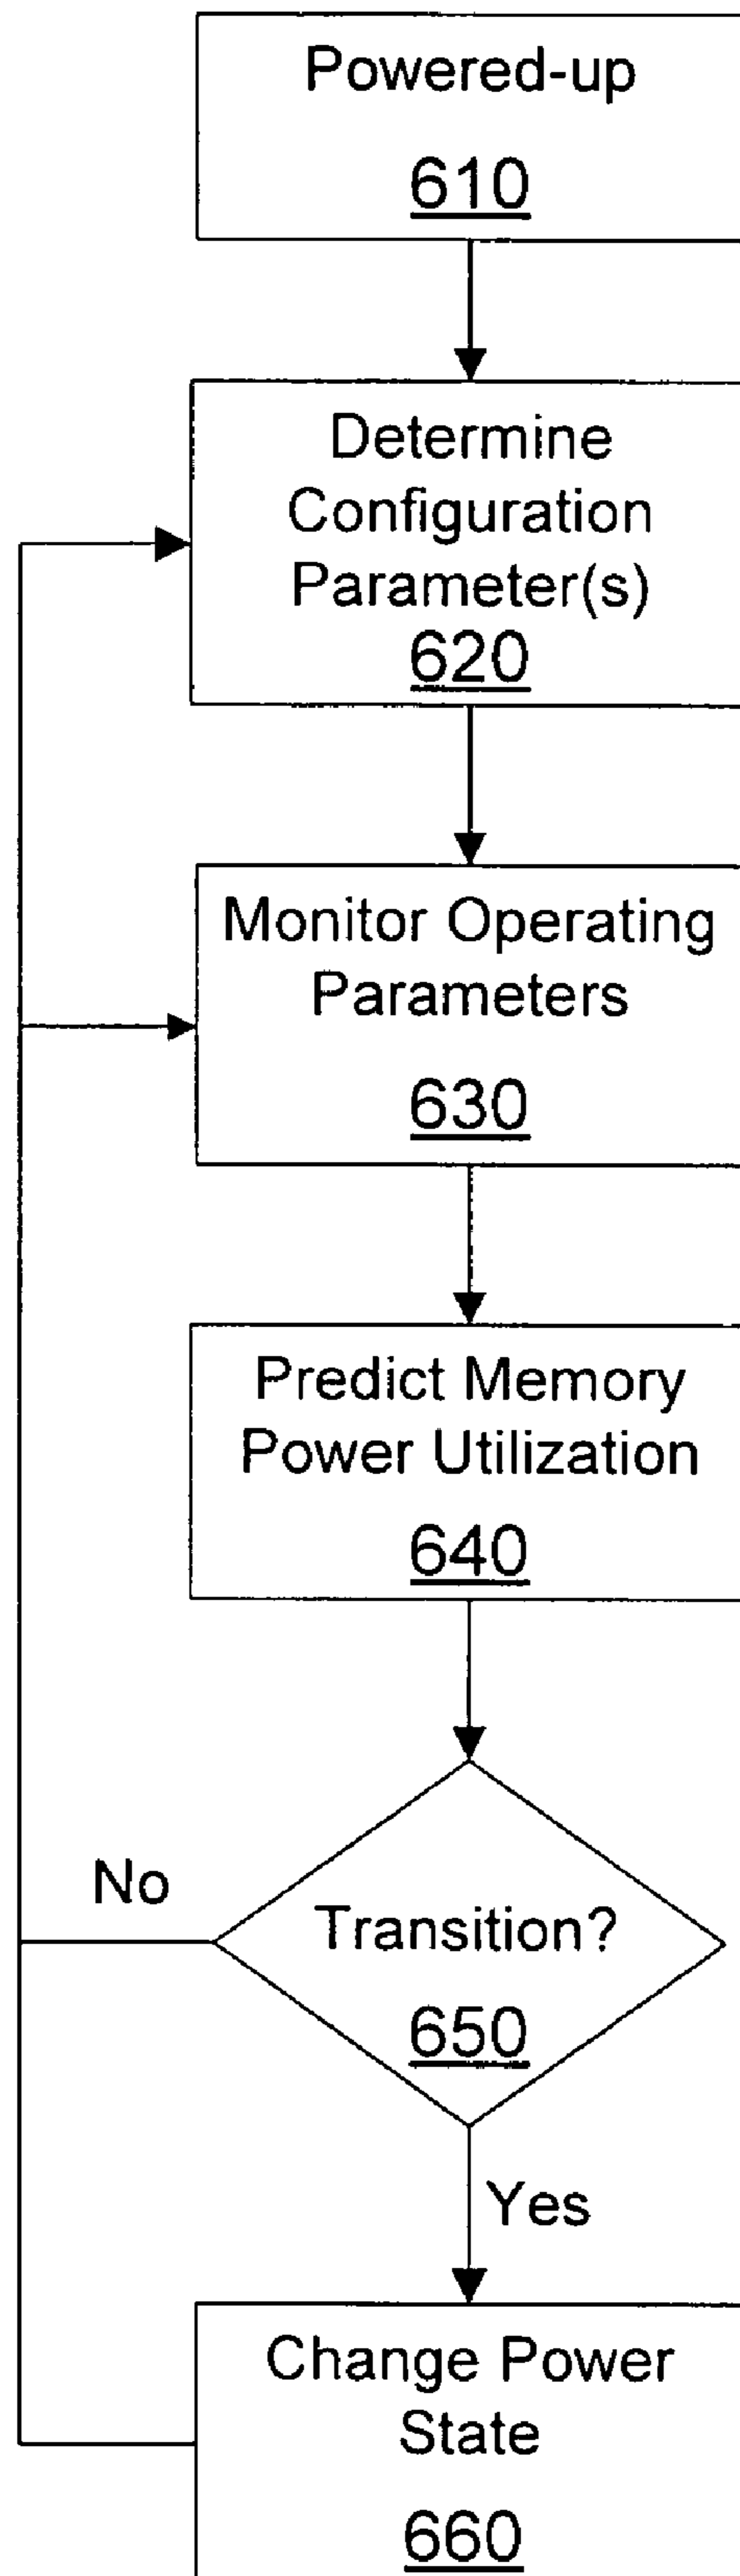 Powered-up
610
Determine
Configuration
Parameter(s)
620
Monitor Operating
Parameters
630
Predict Memory
Power Utilization
640
No
Transition?
650
Yes
Change Power
State
660